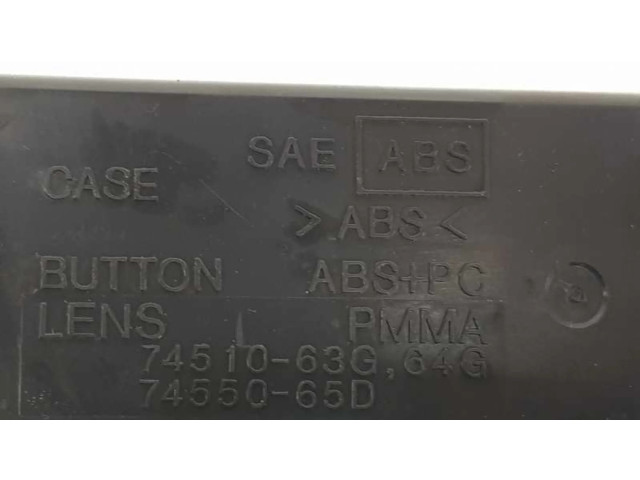 SAE ABS
CASE >ABS<
BUTTON ABS+PC
LENS PMMA
74510-63G,64G
74550-65D